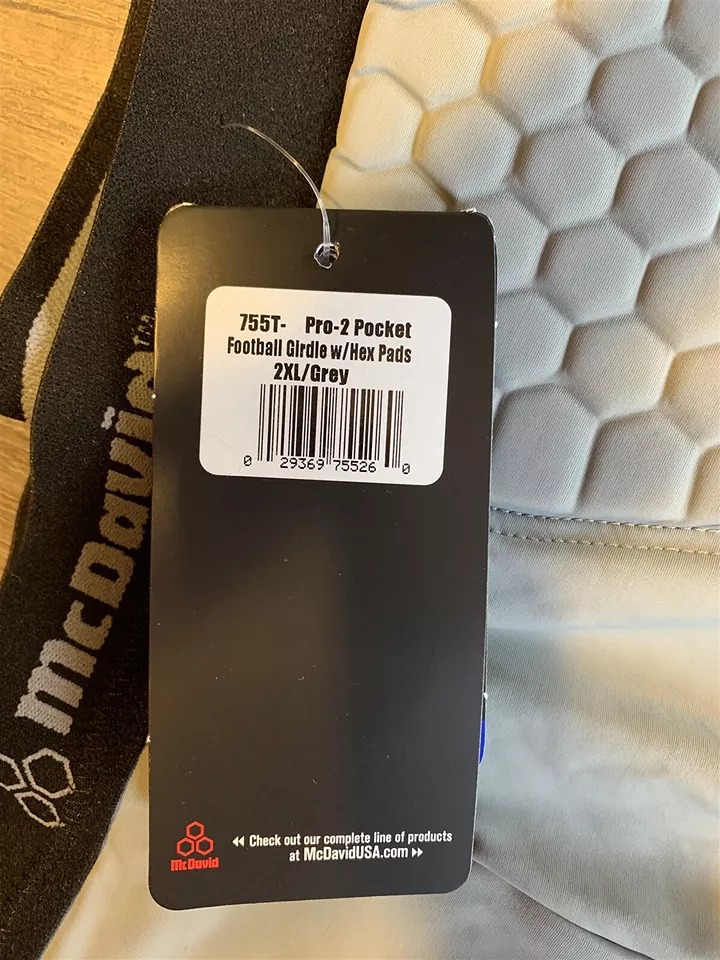 755T- Pro-2 Pocket
Football Girdle w/Hex Pads
2XL/Grey
0 29369 75526 0
McDavid
◂◂ Check out our complete line of products
at McDavidUSA.com ▸▸
McDavid